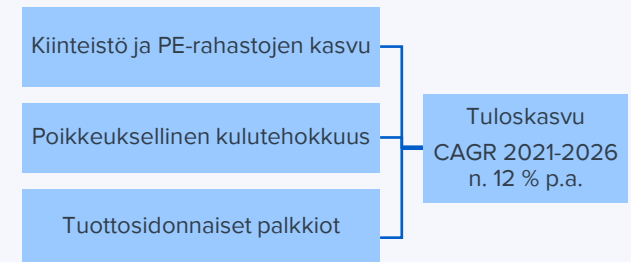 Kiinteistö ja PE-rahastojen kasvu
Poikkeuksellinen kulutehokkuus
Tuottosidonnaiset palkkiot
Tuloskasvu
CAGR 2021-2026
n. 12 % p.a.